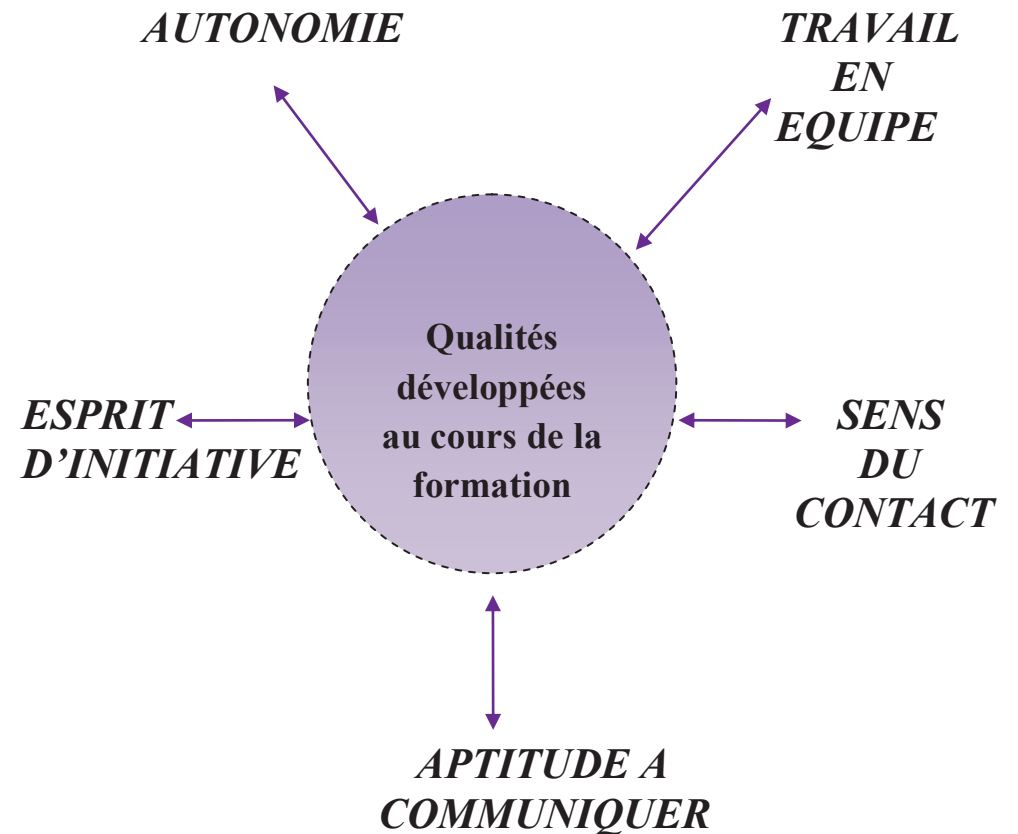 AUTONOMIE
TRAVAIL
EN
EQUIPE
Qualités
développées
au cours de la
formation
ESPRIT
D’INITIATIVE
SENS
DU
CONTACT
APTITUDE A
COMMUNIQUER